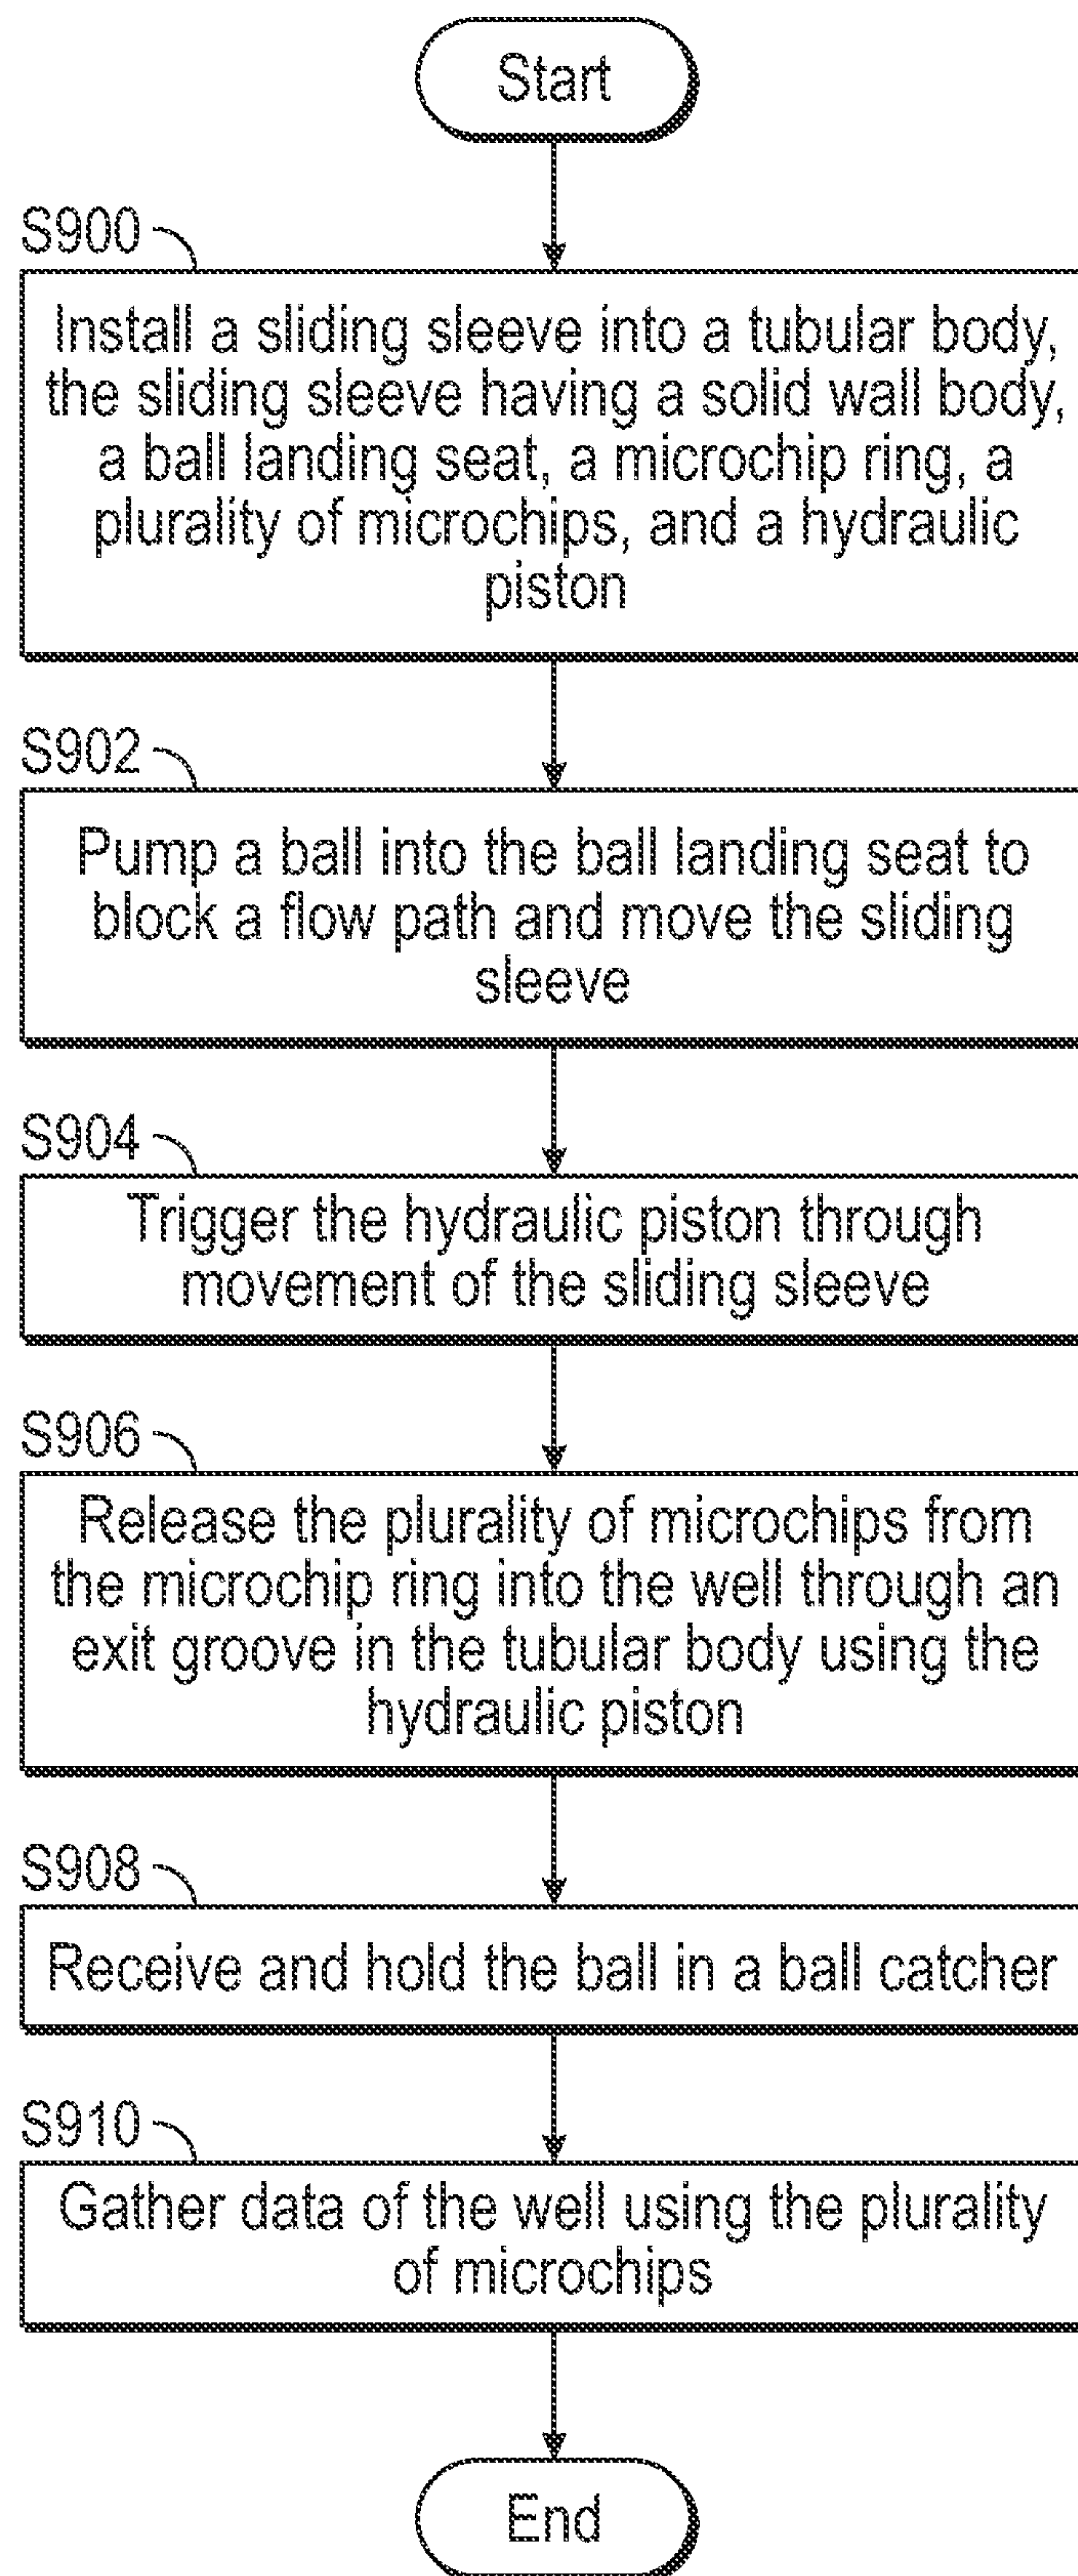 Start
S900
Install a sliding sleeve into a tubular body,
the sliding sleeve having a solid wall body,
a ball landing seat, a microchip ring, a
plurality of microchips, and a hydraulic
piston
S902
Pump a ball into the ball landing seat to
block a flow path and move the sliding
sleeve
S904
Trigger the hydraulic piston through
movement of the sliding sleeve
S906
Release the plurality of microchips from
the microchip ring into the well through an
exit groove in the tubular body using the
hydraulic piston
S908
Receive and hold the ball in a ball catcher
S910
Gather data of the well using the plurality
of microchips
End